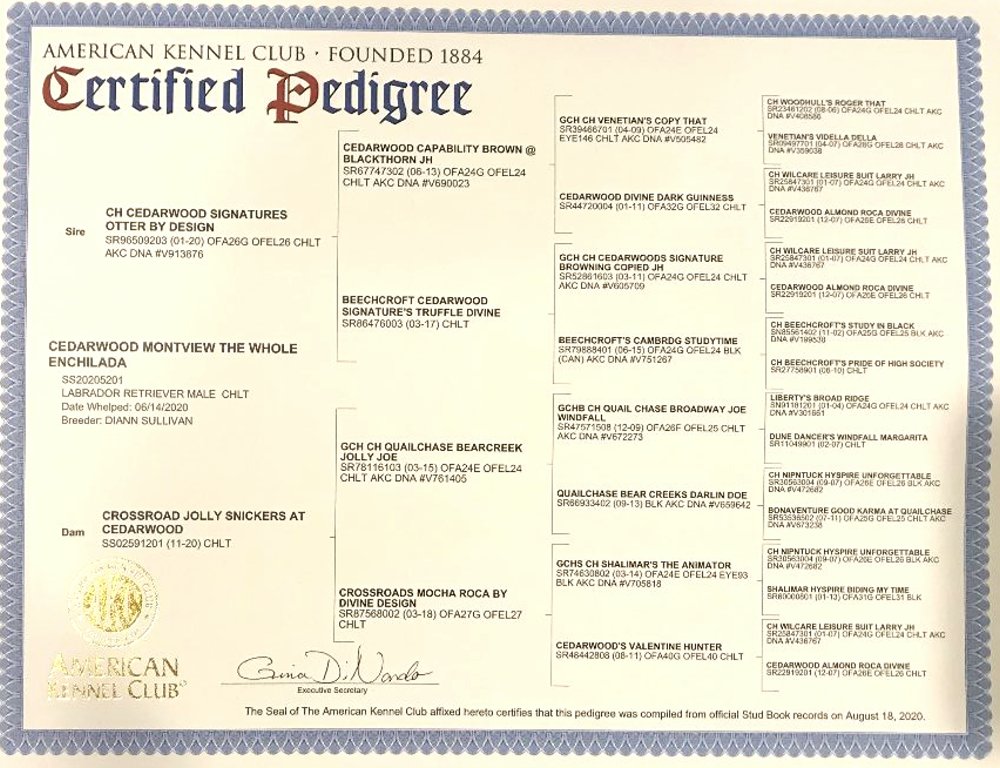 AMERICAN KENNEL CLUB · FOUNDED 1884
Certified Pedigree
Sire
CH CEDARWOOD SIGNATURES
OTTER BY DESIGN
SR96509203 (01-20) OFA26G OFEL26 CHLT
AKC DNA #V913876
CEDARWOOD MONTVIEW THE WHOLE
ENCHILADA
SS20205201
LABRADOR RETRIEVER MALE CHLT
Date Whelped: 06/14/2020
Breeder: DIANN SULLIVAN
Dam
CROSSROAD JOLLY SNICKERS AT
CEDARWOOD
SS02591201 (11-20) CHLT
CEDARWOOD CAPABILITY BROWN @
BLACKTHORN JH
SR67747302 (06-13) OFA24G OFEL24
CHLT AKC DNA #V690023
BEECHCROFT CEDARWOOD
SIGNATURE'S TRUFFLE DIVINE
SR86476003 (03-17) CHLT
GCH CH QUAILCHASE BEARCREEK
JOLLY JOE
SR78116103 (03-15) OFA24E OFEL24
CHLT AKC DNA #V761405
CROSSROADS MOCHA ROCA BY
DIVINE DESIGN
SR87568002 (03-18) OFA27G OFEL27
CHLT
GCH CH VENETIAN'S COPY THAT
SR39466701 (04-09) OFA24E OFEL24
EYE146 CHLT AKC DNA #V505482
CEDARWOOD DIVINE DARK GUINNESS
SR44720004 (01-11) OFA32G OFEL32 CHLT
GCH CH CEDARWOODS SIGNATURE
BROWNING COPIED JH
SR52861603 (03-11) OFA24G OFEL24 CHLT
AKC DNA #V605709
BEECHCROFT'S CAMBRDG STUDYTIME
SR79888401 (06-15) OFA24G OFEL24 BLK
(CAN) AKC DNA #V751267
GCHB CH QUAIL CHASE BROADWAY JOE
WINDFALL
SR47571508 (12-09) OFA26F OFEL25 CHLT
AKC DNA #V672273
QUAILCHASE BEAR CREEKS DARLIN DOE
SR66933402 (09-13) BLK AKC DNA #V659642
GCHS CH SHALIMAR'S THE ANIMATOR
SR74630802 (03-14) OFA24E OFEL24 EYE93
BLK AKC DNA #V705818
CEDARWOOD'S VALENTINE HUNTER
SR46442808 (08-11) OFA40G OFEL40 CHLT
CH WOODHULL'S ROGER THAT
SR23461202 (08-06) OFA24G OFEL24 CHLT AKC
DNA #V408586
VENETIAN'S VIDELLA DELLA
SR09497701 (04-07) OFA28G OFEL28 CHLT AKC
DNA #V359038
CH WILCARE LEISURE SUIT LARRY JH
SR25847301 (01-07) OFA24G OFEL24 CHLT AKC
DNA #V436767
CEDARWOOD ALMOND ROCA DIVINE
SR22919201 (12-07) OFA26E OFEL26 CHLT
CH WILCARE LEISURE SUIT LARRY JH
SR25847301 (01-07) OFA24G OFEL24 CHLT AKC
DNA #V436767
CEDARWOOD ALMOND ROCA DIVINE
SR22919201 (12-07) OFA26E OFEL26 CHLT
CH BEECHCROFT'S STUDY IN BLACK
SN85561402 (11-02) OFA25G OFEL25 BLK AKC
DNA #V199539
CH BEECHCROFT'S PRIDE OF HIGH SOCIETY
SR27758901 (08-10) CHLT
LIBERTY'S BROAD RIDGE
SN91181201 (01-04) OFA24G OFEL24 CHLT AKC
DNA #V301661
DUNE DANCER'S WINDFALL MARGARITA
SR11049901 (02-07) CHLT
CH NIPNTUCK HYSPIRE UNFORGETTABLE
SR30563004 (09-07) OFA26E OFEL26 BLK AKC
DNA #V472682
BONAVENTURE GOOD KARMA AT QUAILCHASE
SR53536502 (07-11) OFA25G OFEL25 CHLT AKC
DNA #V673238
CH NIPNTUCK HYSPIRE UNFORGETTABLE
SR30563004 (09-07) OFA26E OFEL26 BLK AKC
DNA #V472682
SHALIMAR HYSPIRE BIDING MY TIME
SR60000501 (01-13) OFA31G OFEL31 BLK
CH WILCARE LEISURE SUIT LARRY JH
SR25847301 (01-07) OFA24G OFEL24 CHLT AKC
DNA #V436767
CEDARWOOD ALMOND ROCA DIVINE
SR22919201 (12-07) OFA26E OFEL26 CHLT
AMERICAN
KENNEL CLUB®
Gina DiNardo
Executive Secretary
The Seal of The American Kennel Club affixed hereto certifies that this pedigree was compiled from official Stud Book records on August 18, 2020.